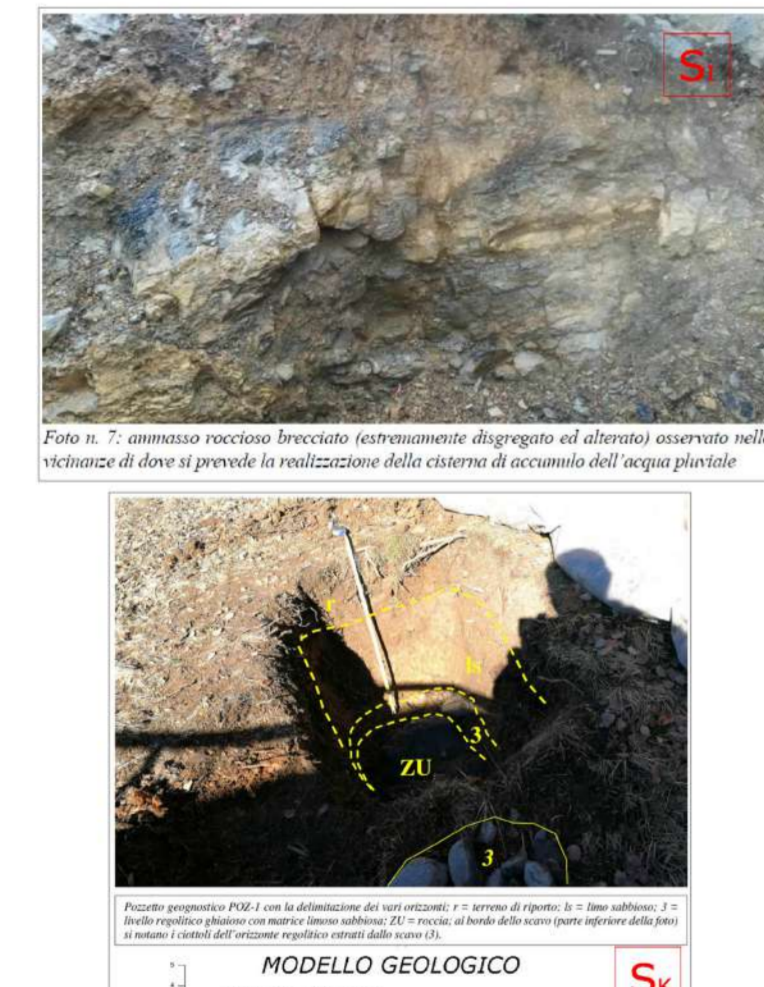 S1
Foto n. 7: ammasso roccioso brecciato (estremamente disgregato ed alterato) osservato nelle
vicinanze di dove si prevede la realizzazione della cisterna di accumulo dell'acqua pluviale
r
ls
3
ZU
3
Pozzetto geognostico POZ-1 con la delimitazione dei vari orizzonti; r = terreno di riporto; ls = limo sabbioso; 3 =
livello regolitico ghiaioso con matrice limoso sabbiosa; ZU = roccia; al bordo dello scavo (parte inferiore della foto)
si notano i ciottoli dell'orizzonte regolitico estratti dallo scavo (3).
MODELLO GEOLOGICO
SK
5